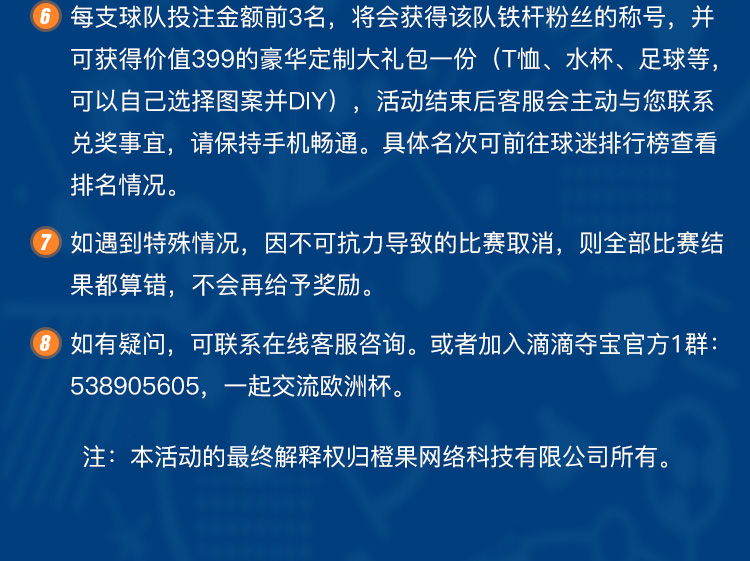 6 每支球队投注金额前3名，将会获得该队铁杆粉丝的称号，并
可获得价值399的豪华定制大礼包一份（T恤、水杯、足球等，
可以自己选择图案并DIY），活动结束后客服会主动与您联系
兑奖事宜，请保持手机畅通。具体名次可前往球迷排行榜查看
排名情况。
7 如遇到特殊情况，因不可抗力导致的比赛取消，则全部比赛结
果都算错，不会再给予奖励。
8 如有疑问，可联系在线客服咨询。或者加入滴滴夺宝官方1群：
538905605，一起交流欧洲杯。
注：本活动的最终解释权归橙果网络科技有限公司所有。